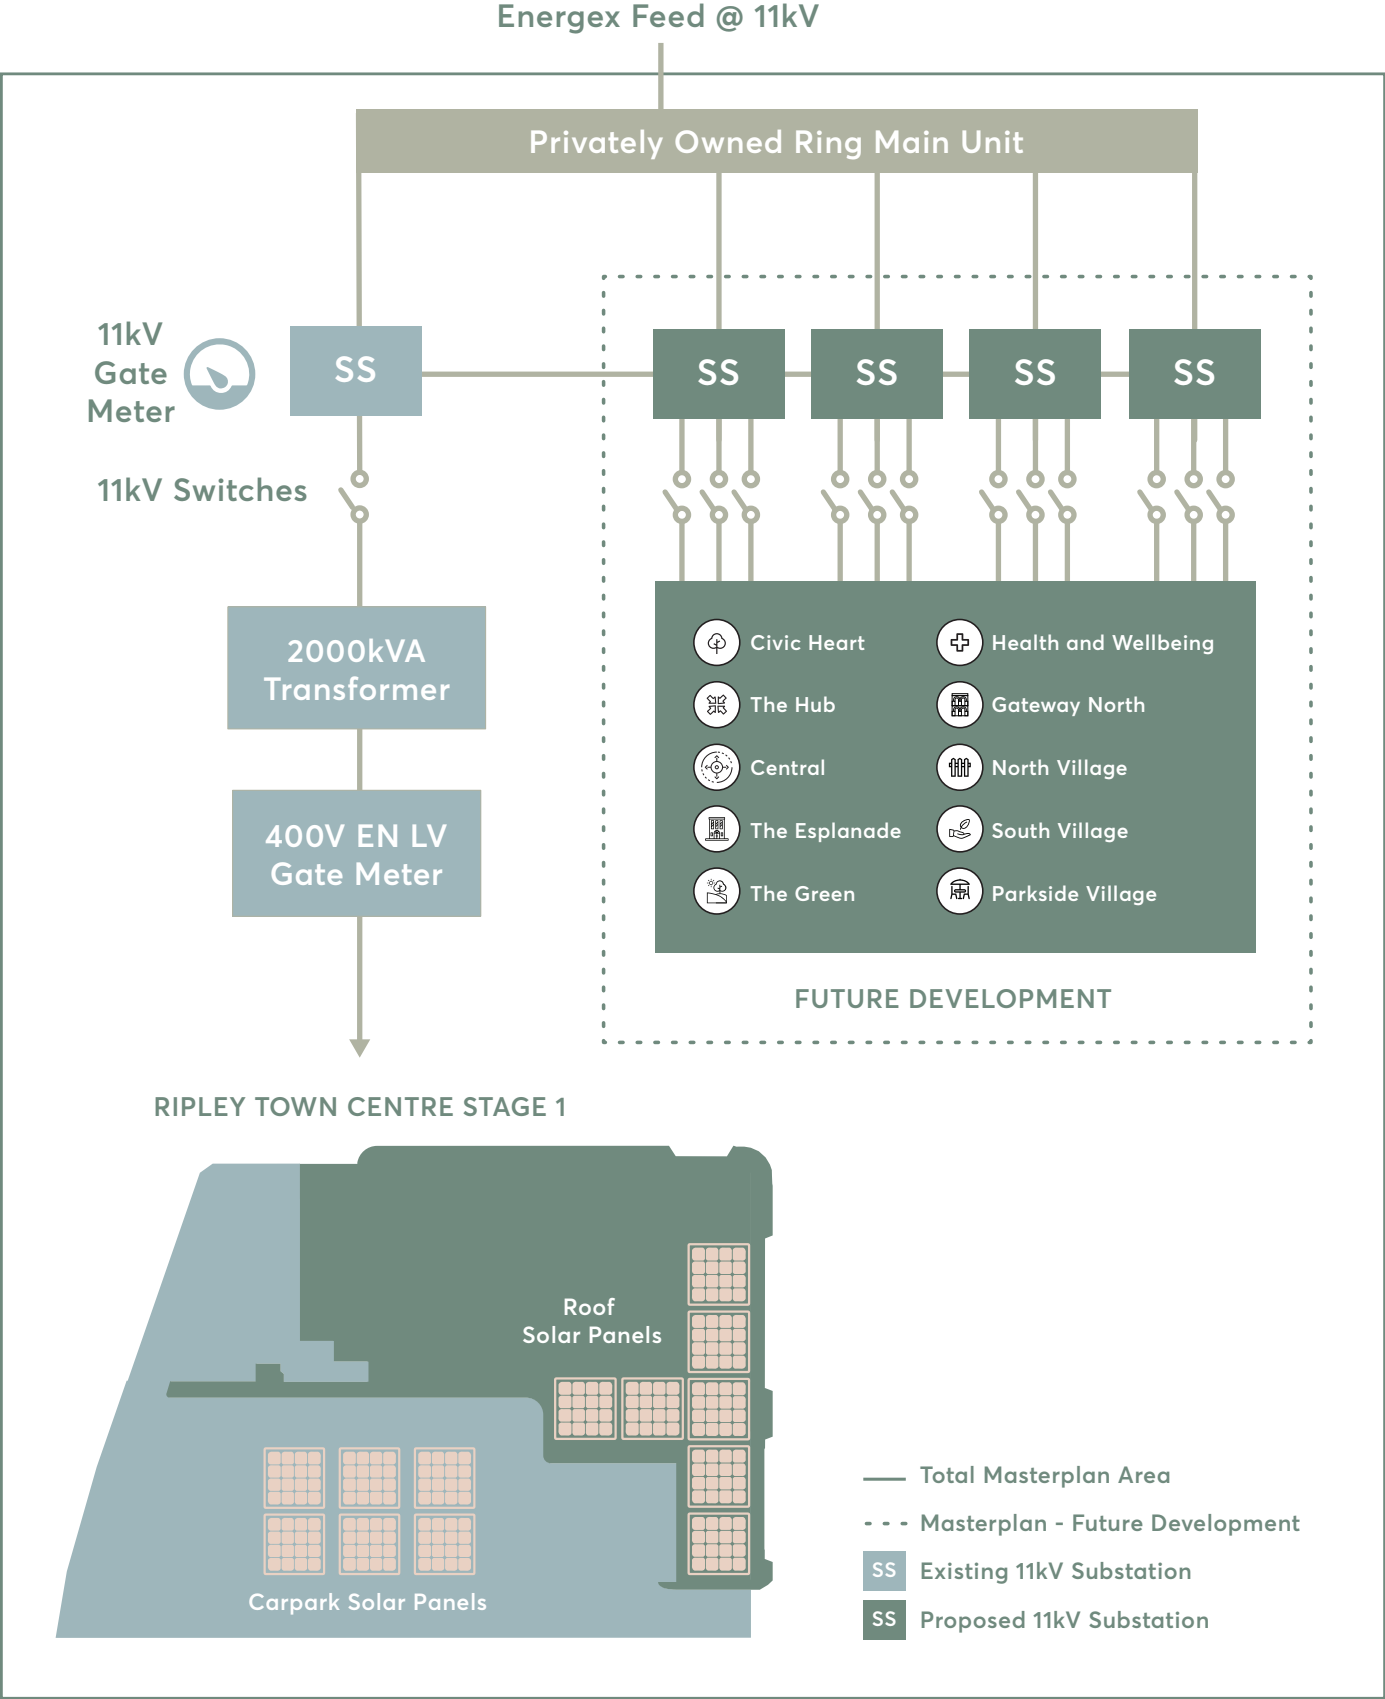 Energex Feed @ 11kV
Privately Owned Ring Main Unit
11kV
Gate
Meter
SS
SS
SS
SS
SS
11kV Switches
2000kVA
Transformer
400V EN LV
Gate Meter
Civic Heart
The Hub
Central
The Esplanade
The Green
Health and Wellbeing
Gateway North
North Village
South Village
Parkside Village
FUTURE DEVELOPMENT
RIPLEY TOWN CENTRE STAGE 1
Roof
Solar Panels
Carpark Solar Panels
Total Masterplan Area
Masterplan - Future Development
SS Existing 11kV Substation
SS Proposed 11kV Substation